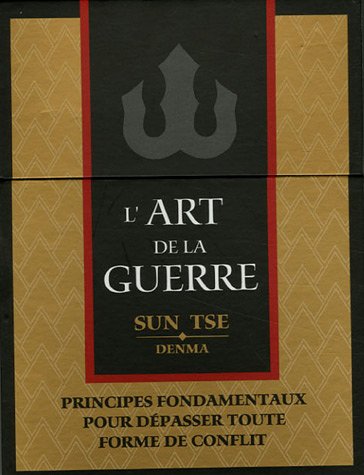 L'ART
DE LA
GUERRE
SUN TSE
DENMA
PRINCIPES FONDAMENTAUX
POUR DÉPASSER TOUTE
FORME DE CONFLIT